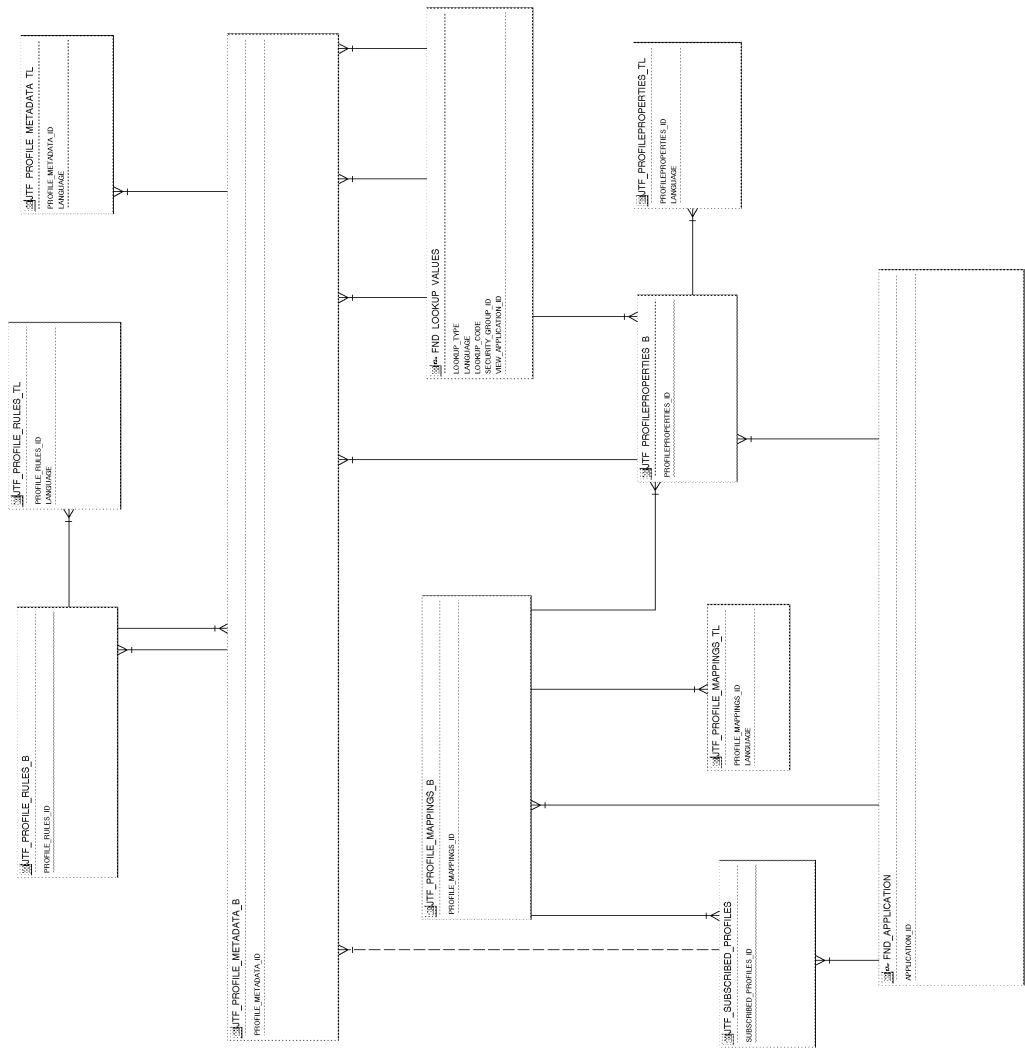 JTF_PROFILE_METADATA_TL
PROFILE_METADATA_ID
LANGUAGE
JTF_PROFILE_RULES_TL
PROFILE_RULES_ID
LANGUAGE
JTF_PROFILE_RULES_B
PROFILE_RULES_ID
JTF_PROFILE_METADATA_B
PROFILE_METADATA_ID
FND_LOOKUP_VALUES
LOOKUP_TYPE
LANGUAGE
LOOKUP_CODE
SECURITY_GROUP_ID
VIEW_APPLICATION_ID
JTF_PROFILEPROPERTIES_TL
PROFILEPROPERTIES_ID
LANGUAGE
JTF_PROFILEPROPERTIES_B
PROFILEPROPERTIES_ID
JTF_PROFILE_MAPPINGS_B
PROFILE_MAPPINGS_ID
JTF_PROFILE_MAPPINGS_TL
PROFILE_MAPPINGS_ID
LANGUAGE
JTF_SUBSCRIBED_PROFILES
SUBSCRIBED_PROFILES_ID
FND_APPLICATION
APPLICATION_ID